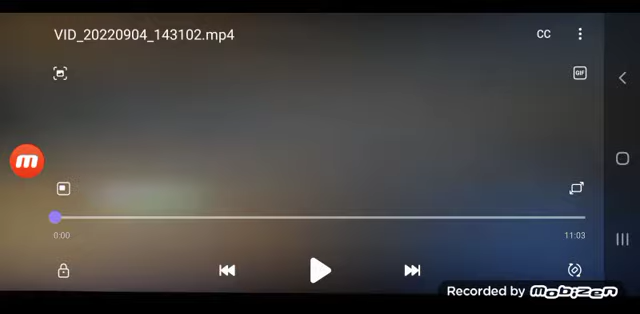 VID_20220904_143102.mp4
CC
GIF
m
0:00
11:03
Recorded by Mobizen